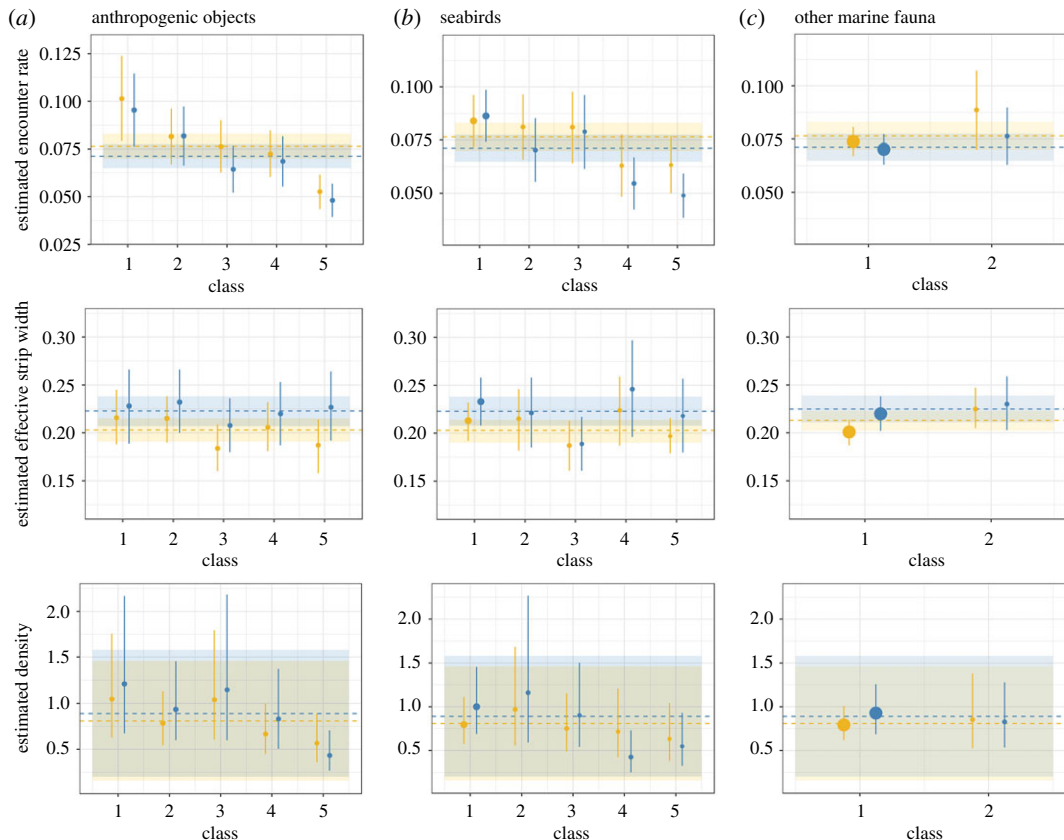 (a) anthropogenic objects
(b) seabirds
(c) other marine fauna
estimated encounter rate
0.125
0.100
0.075
0.050
0.025
1 2 3 4 5
class
0.100
0.075
0.050
1 2 3 4 5
class
0.100
0.075
0.050
1 2
class
estimated effective strip width
0.30
0.25
0.20
0.15
1 2 3 4 5
class
0.30
0.25
0.20
0.15
1 2 3 4 5
class
0.30
0.25
0.20
0.15
1 2
class
estimated density
2.0
1.5
1.0
0.5
1 2 3 4 5
class
2.0
1.5
1.0
0.5
1 2 3 4 5
class
2.0
1.5
1.0
0.5
1 2
class